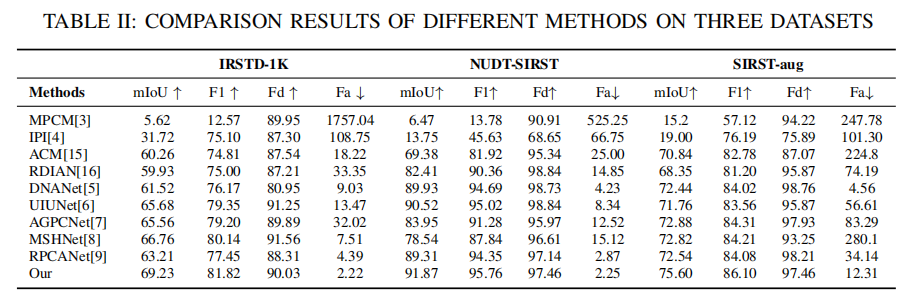 TABLE II: COMPARISON RESULTS OF DIFFERENT METHODS ON THREE DATASETS
IRSTD-1K NUDT-SIRST SIRST-aug
Methods mIoU ↑ F1 ↑ Fd ↑ Fa ↓ mIoU↑ F1↑ Fd↑ Fa↓ mIoU↑ F1↑ Fd↑ Fa↓
MPCM[3] 5.62 12.57 89.95 1757.04 6.47 13.78 90.91 525.25 15.2 57.12 94.22 247.78
IPI[4] 31.72 75.10 87.30 108.75 13.75 45.63 68.65 66.75 19.00 76.19 75.89 101.30
ACM[15] 60.26 74.81 87.54 18.22 69.38 81.92 95.34 25.00 70.84 82.78 87.07 224.8
RDIAN[16] 59.93 75.00 87.21 33.35 82.41 90.36 98.84 14.85 68.35 81.20 95.87 74.19
DNANet[5] 61.52 76.17 80.95 9.03 89.93 94.69 98.73 4.23 72.44 84.02 98.76 4.56
UIUNet[6] 65.68 79.35 91.25 13.47 90.52 95.02 98.84 8.34 71.76 83.56 95.87 56.61
AGPCNet[7] 65.56 79.20 89.89 32.02 83.95 91.28 95.97 12.52 72.88 84.31 97.93 83.29
MSHNet[8] 66.76 80.14 91.56 7.51 78.54 87.84 96.61 15.12 72.82 84.21 93.25 280.1
RPCANet[9] 63.21 77.45 88.31 4.39 89.31 94.35 97.14 2.87 72.54 84.08 98.21 34.14
Our 69.23 81.82 90.03 2.22 91.87 95.76 97.46 2.25 75.60 86.10 97.46 12.31